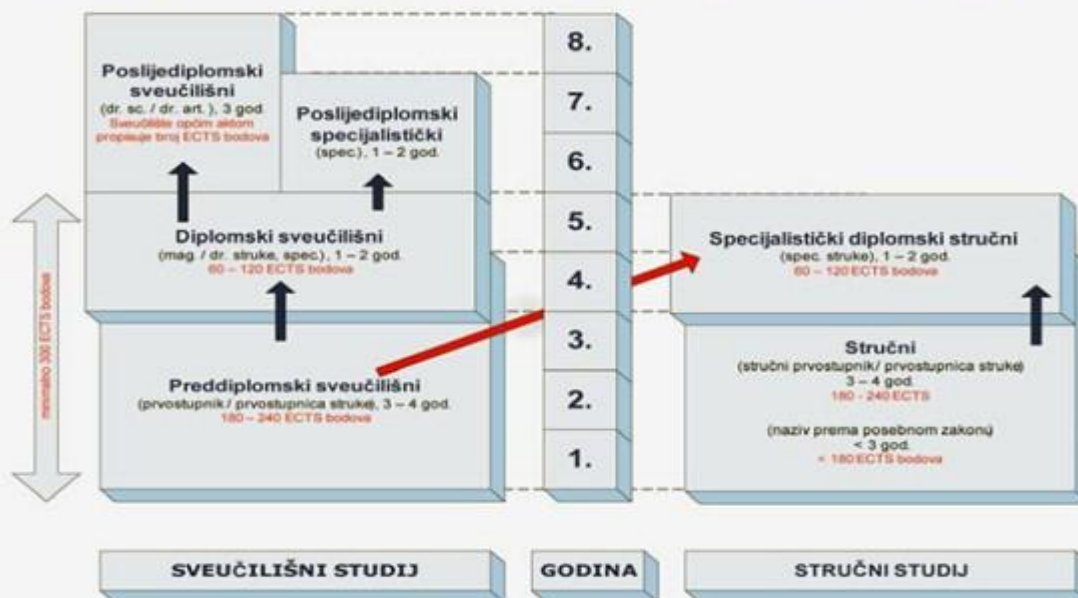 Poslijediplomski
sveučilišni
(dr. sc. / dr. art.), 3 god.
Sveučilište općim aktom
propisuje broj ECTS bodova
Poslijediplomski
specijalistički
(spec.), 1 – 2 god.
Diplomski sveučilišni
(mag. / dr. struke, spec.), 1 – 2 god.
60 – 120 ECTS bodova
Preddiplomski sveučilišni
(prvostupnik / prvostupnica struke), 3 – 4 god.
180 – 240 ECTS bodova
minimalno 300 ECTS bodova
8.
7.
6.
5.
4.
3.
2.
1.
Specijalistički diplomski stručni
(spec. struke), 1 – 2 god.
60 – 120 ECTS bodova
Stručni
(stručni prvostupnik/ prvostupnica struke)
3 – 4 god.
180 - 240 ECTS
(naziv prema posebnom zakonu)
< 3 god.
< 180 ECTS bodova
SVEUČILIŠNI STUDIJ
GODINA
STRUČNI STUDIJ